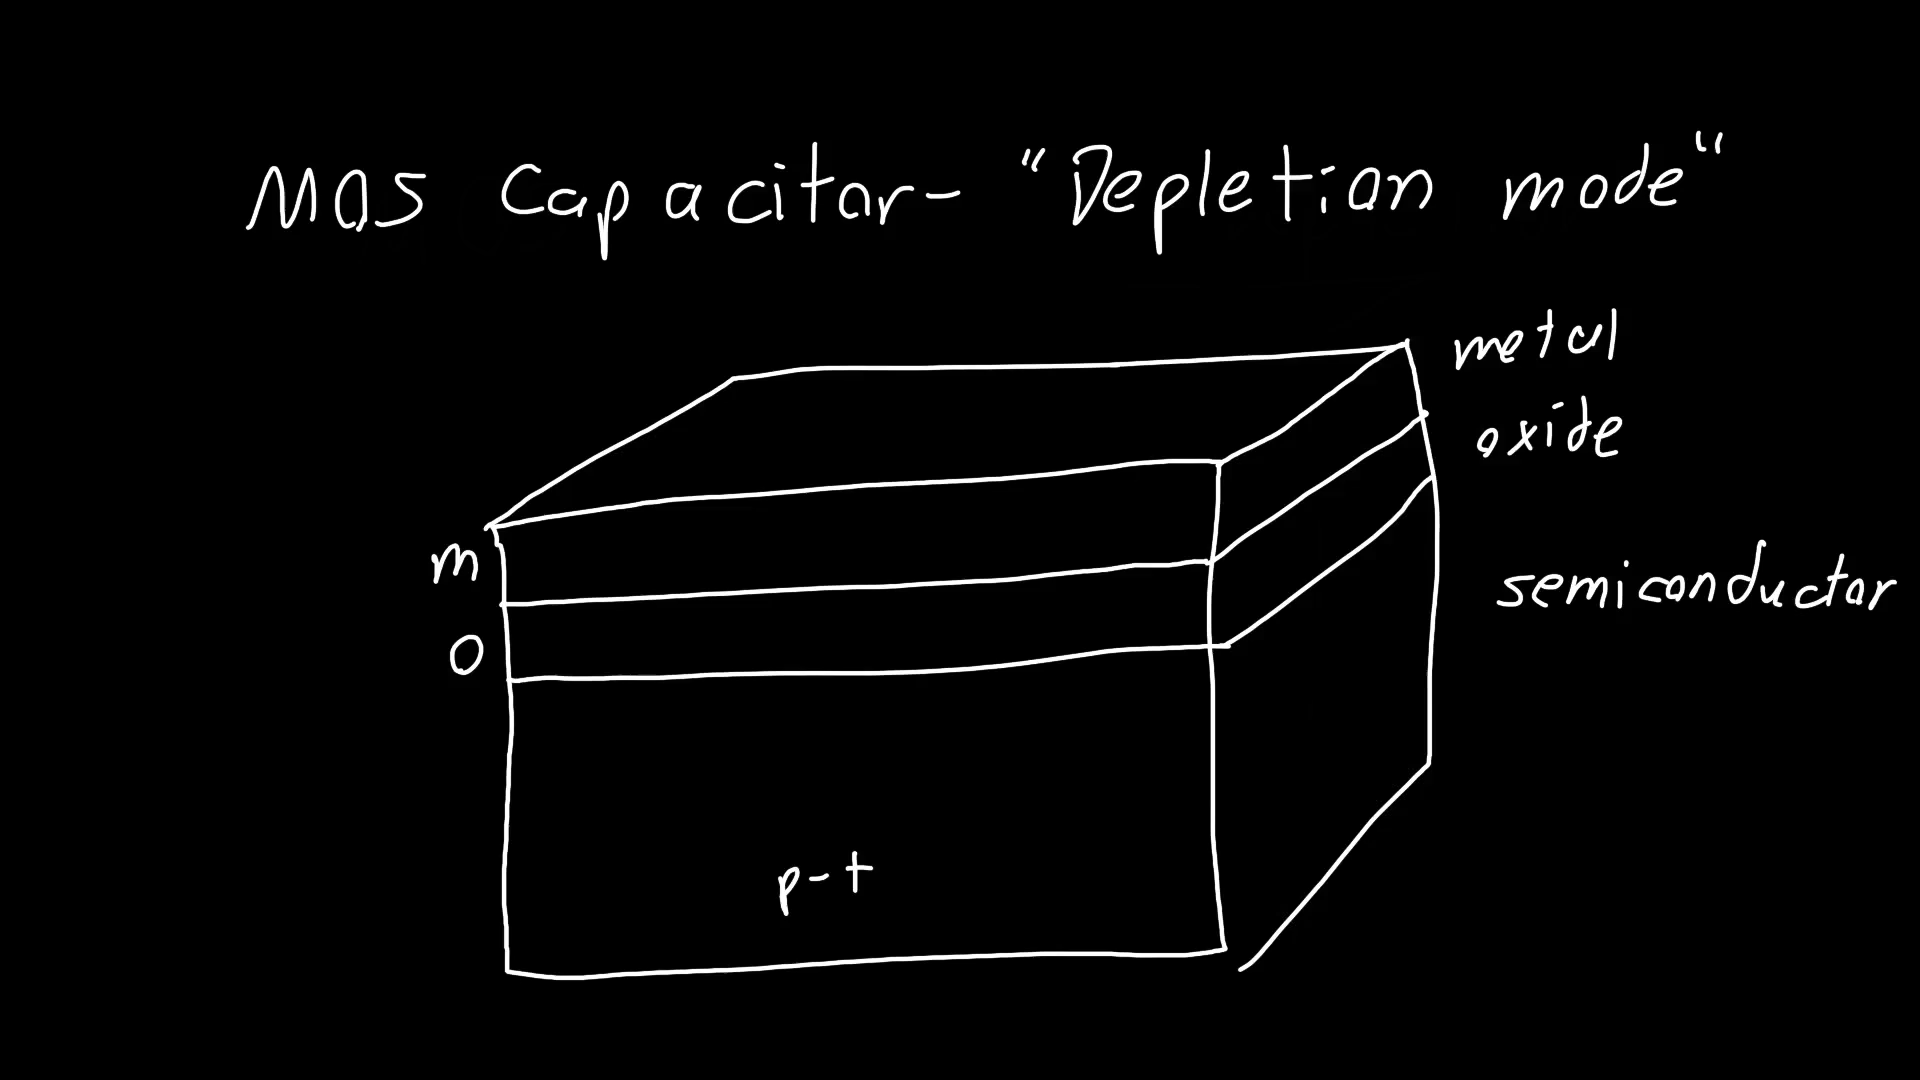 MOS Capacitor - "Depletion mode"
metal
oxide
m
O
semiconductor
p-t